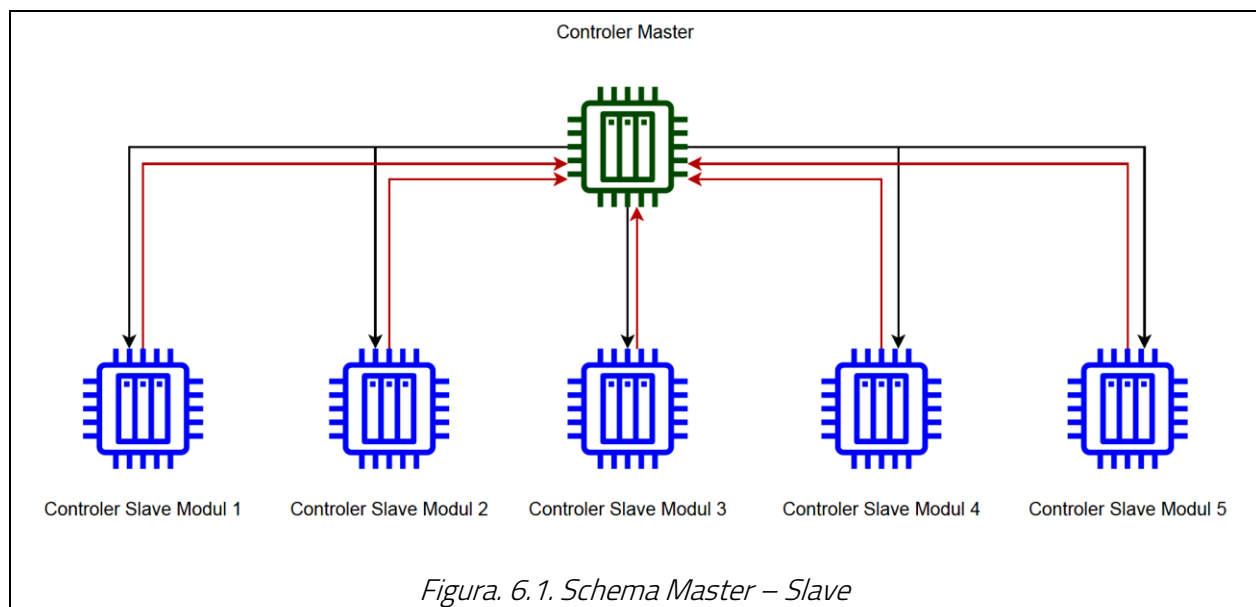 Controler Master
Controler Slave Modul 1
Controler Slave Modul 2
Controler Slave Modul 3
Controler Slave Modul 4
Controler Slave Modul 5
Figura. 6.1. Schema Master – Slave